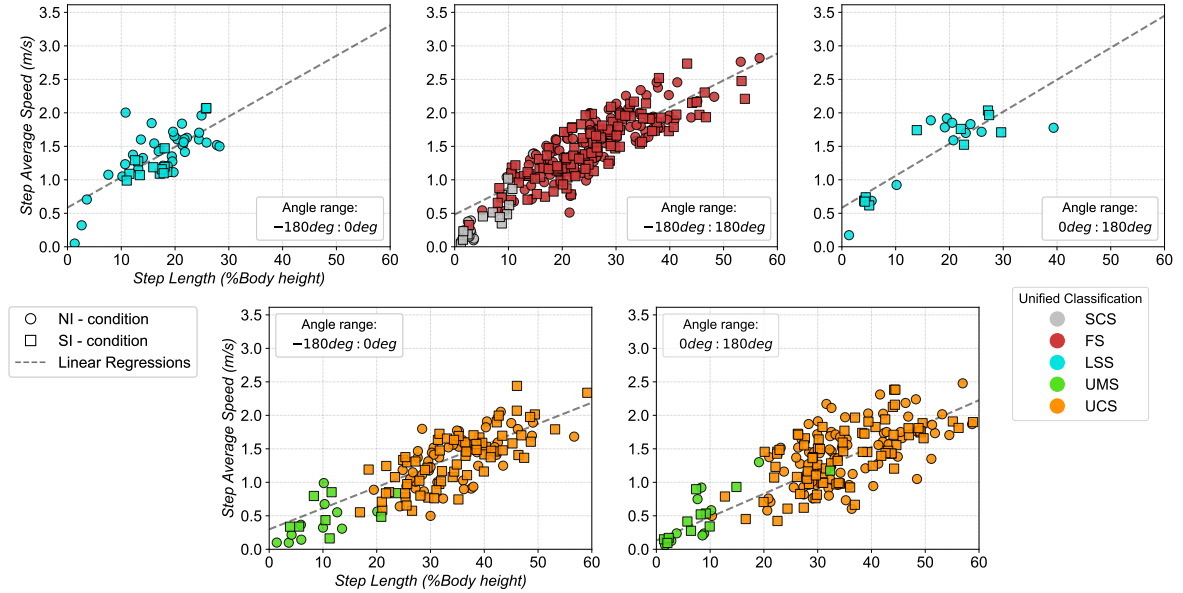 Step Average Speed (m/s)
3.5
3.0
2.5
2.0
1.5
1.0
0.5
0.0
0 10 20 30 40 50 60
Step Length (%Body height)
Angle range:
−180deg : 0deg
3.5
3.0
2.5
2.0
1.5
1.0
0.5
0.0
0 10 20 30 40 50 60
Angle range:
−180deg : 180deg
3.5
3.0
2.5
2.0
1.5
1.0
0.5
0.0
0 10 20 30 40 50 60
Angle range:
0deg : 180deg
NI - condition
SI - condition
Linear Regressions
Step Average Speed (m/s)
3.5
3.0
2.5
2.0
1.5
1.0
0.5
0.0
0 10 20 30 40 50 60
Step Length (%Body height)
Angle range:
−180deg : 0deg
3.5
3.0
2.5
2.0
1.5
1.0
0.5
0.0
0 10 20 30 40 50 60
Angle range:
0deg : 180deg
Unified Classification
SCS
FS
LSS
UMS
UCS